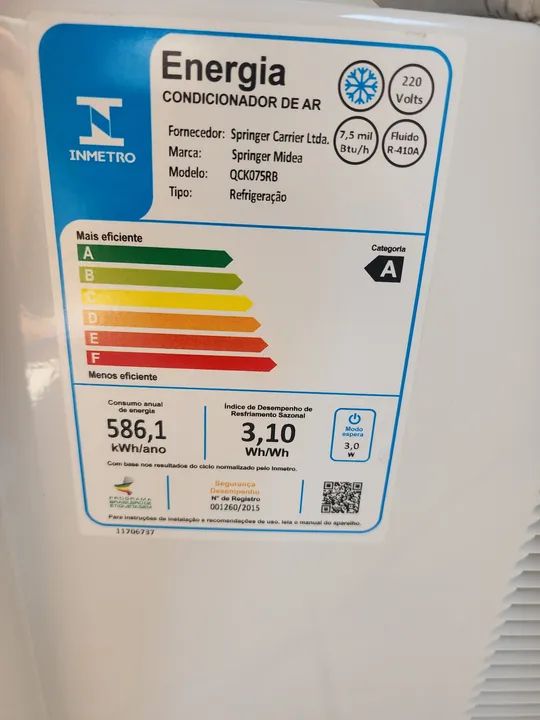 INMETRO
Energia
CONDICIONADOR DE AR
220
Volts
7,5 mil
Btu/h
Fluido
R-410A
Fornecedor: Springer Carrier Ltda.
Marca: Springer Midea
Modelo: QCK075RB
Tipo: Refrigeração
Mais eficiente
A
B
C
D
E
F
Menos eficiente
Categoria
A
Consumo anual
de energia
586,1
kWh/ano
Índice de Desempenho de
Resfriamento Sazonal
3,10
Wh/Wh
Modo
espera
3,0
W
Com base nos resultados do ciclo normalizado pelo Inmetro.
PROGRAMA
BRASILEIRO DE
ETIQUETAGEM
Segurança
Desempenho
N° de Registro
001260/2015
Para instruções de instalação e recomendações de uso, leia o manual do aparelho.
11706737